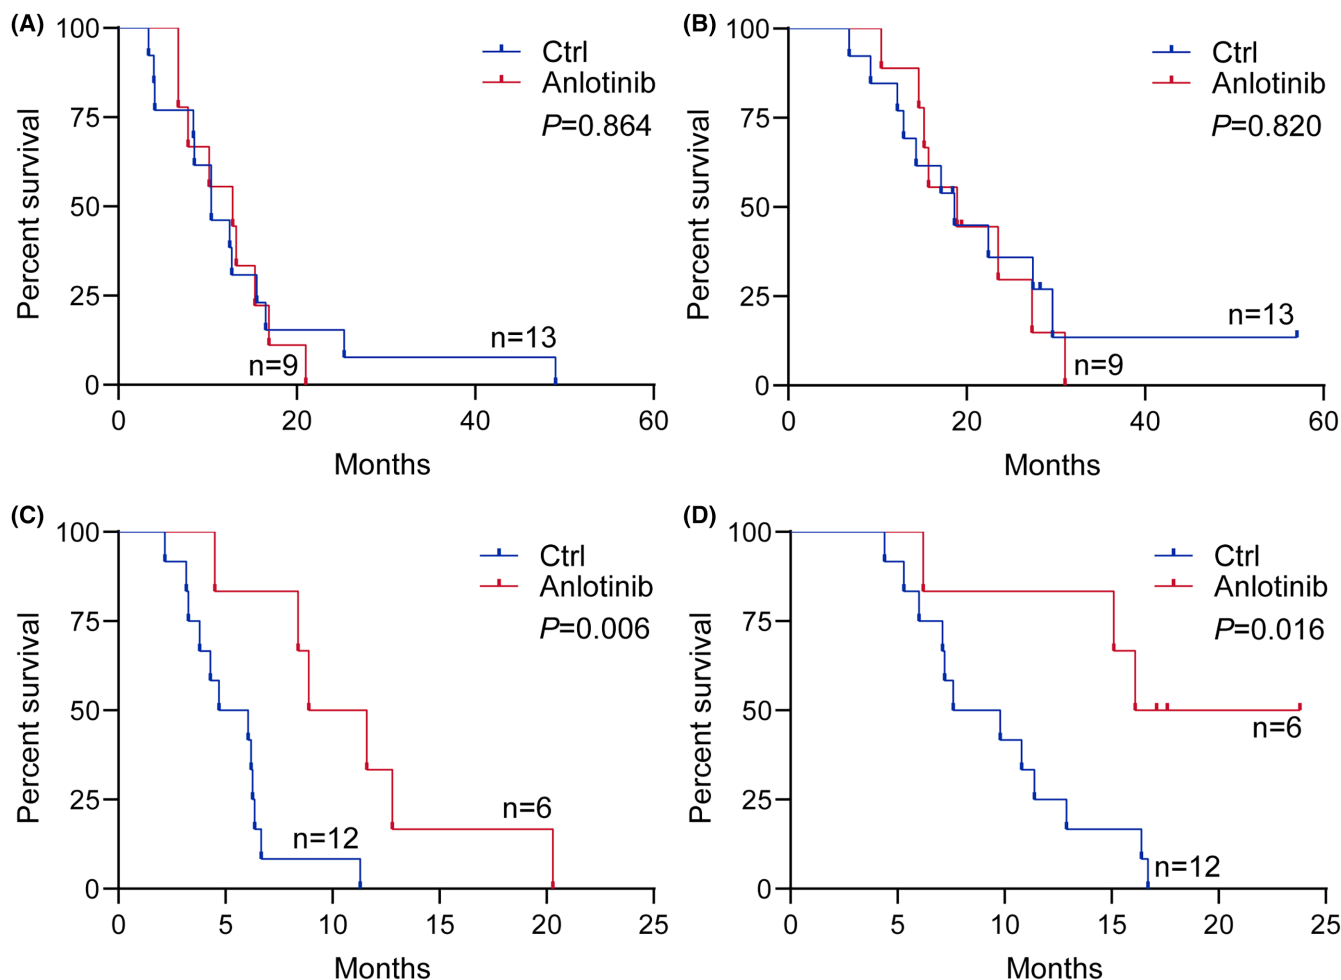 (A)
100
75
50
25
0
Percent survival
Ctrl
Anlotinib
P=0.864
n=13
n=9
0 20 40 60
Months
(B)
100
75
50
25
0
Percent survival
Ctrl
Anlotinib
P=0.820
n=13
n=9
0 20 40 60
Months
(C)
100
75
50
25
0
Percent survival
Ctrl
Anlotinib
P=0.006
n=6
n=12
0 5 10 15 20 25
Months
(D)
100
75
50
25
0
Percent survival
Ctrl
Anlotinib
P=0.016
n=6
n=12
0 5 10 15 20 25
Months